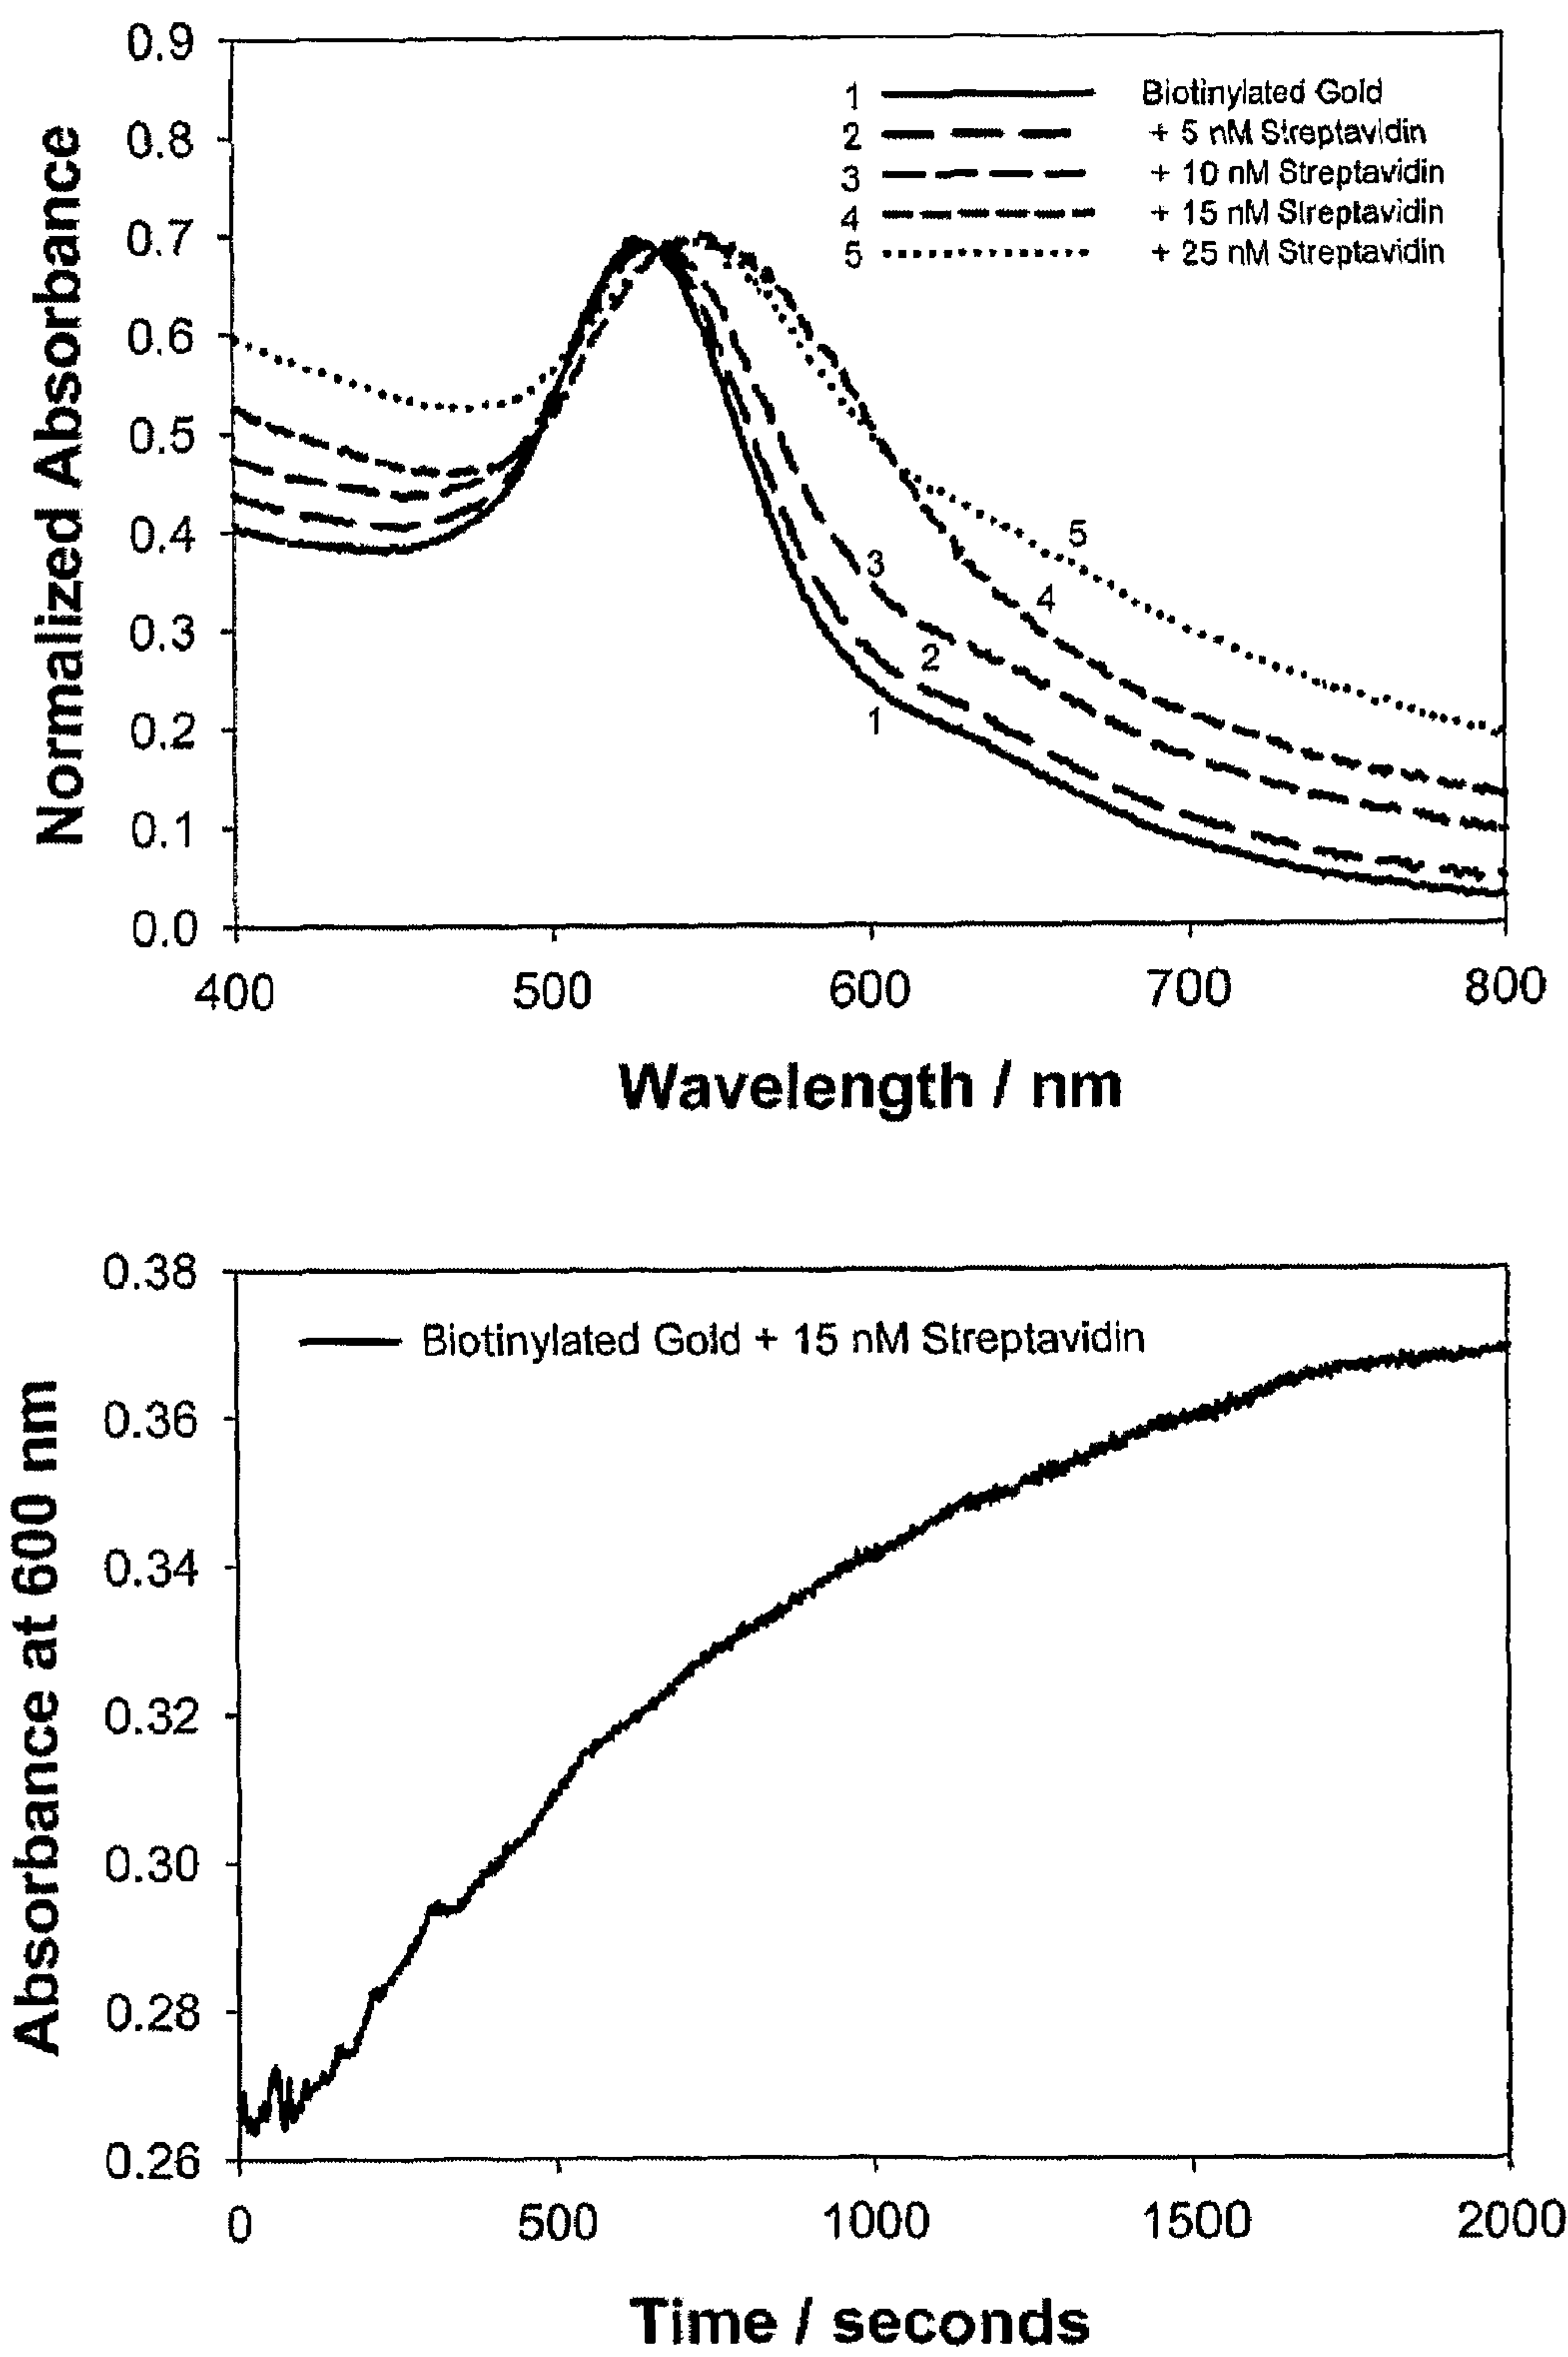 Normalized Absorbance
0.9
0.8
0.7
0.6
0.5
0.4
0.3
0.2
0.1
0.0
1 Biotinylated Gold
2 + 5 nM Streptavidin
3 + 10 nM Streptavidin
4 + 15 nM Streptavidin
5 + 25 nM Streptavidin
5
4
3
2
1
400 500 600 700 800
Wavelength / nm
Absorbance at 600 nm
0.38
0.36
0.34
0.32
0.30
0.28
0.26
Biotinylated Gold + 15 nM Streptavidin
0 500 1000 1500 2000
Time / seconds